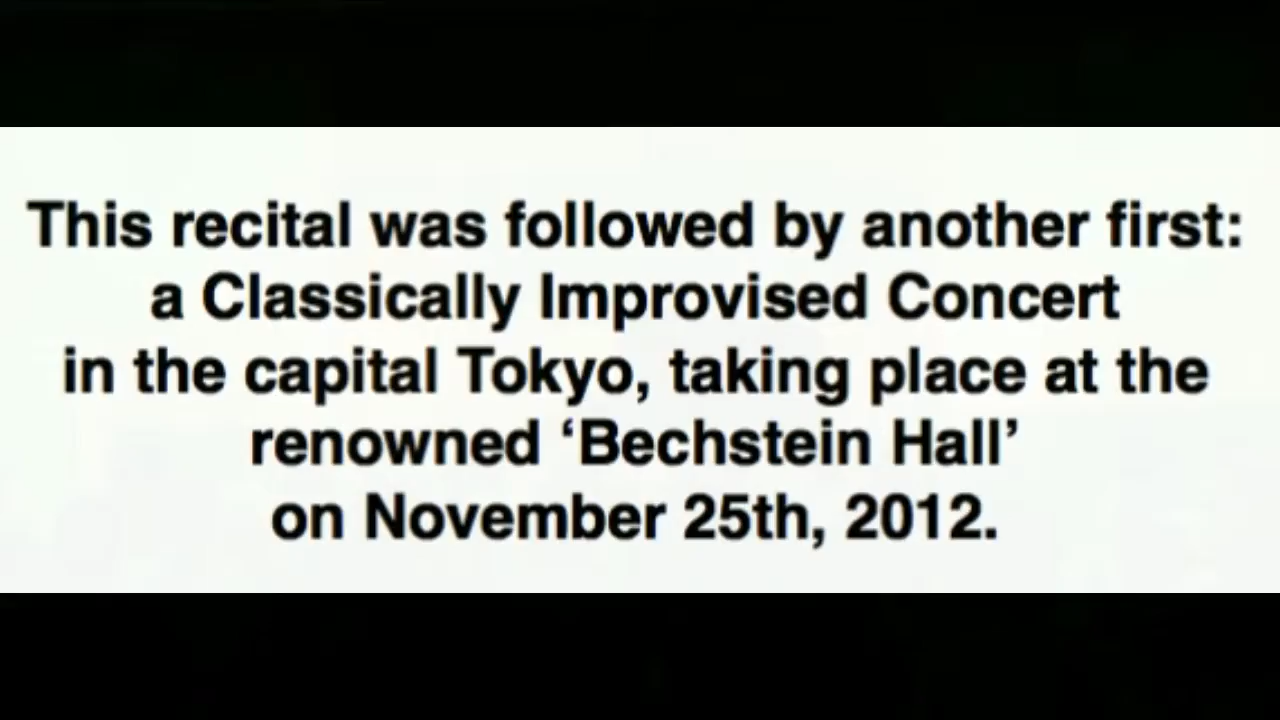 This recital was followed by another first:
a Classically Improvised Concert
in the capital Tokyo, taking place at the
renowned ‘Bechstein Hall’
on November 25th, 2012.